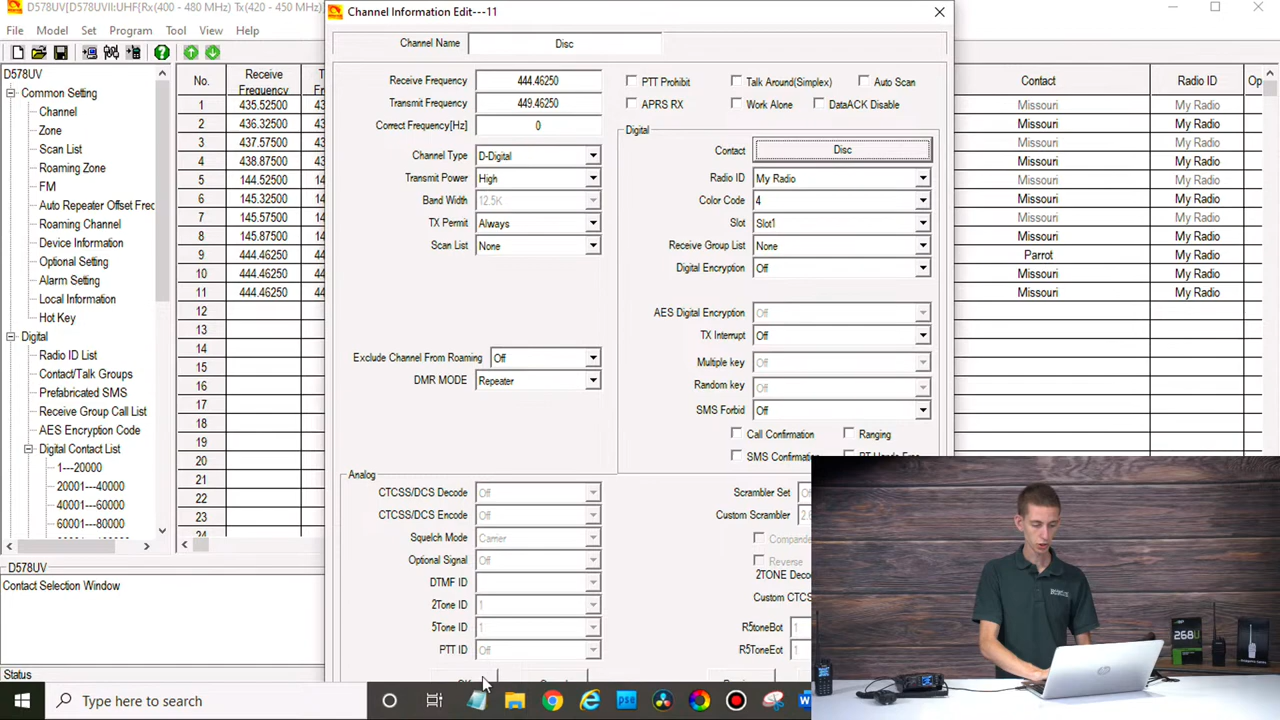 D578UV[D578UVII:UHF(Rx(400 - 480 MHz) Tx(420 - 450 MHz)
File Model Set Program Tool View Help
Channel Information Edit---11
Channel Name Disc
Receive Frequency 444.46250
Transmit Frequency 449.46250
Correct Frequency[Hz] 0
Channel Type D-Digital
Transmit Power High
Band Width 12.5K
TX Permit Always
Scan List None
Exclude Channel From Roaming Off
DMR MODE Repeater
PTT Prohibit Talk Around(Simplex) Auto Scan
APRS RX Work Alone DataACK Disable
Digital
Contact Disc
Radio ID My Radio
Color Code 4
Slot Slot1
Receive Group List None
Digital Encryption Off
AES Digital Encryption Off
TX Interrupt Off
Multiple key Off
Random key Off
SMS Forbid Off
Call Confirmation Ranging
SMS Confirmation
Analog
CTCSS/DCS Decode Off
CTCSS/DCS Encode Off
Squelch Mode Carrier
Optional Signal Off
DTMF ID
2Tone ID 1
5Tone ID 1
PTT ID Off
Scrambler Set
Custom Scrambler
Compande
Reverse
2TONE Deco
Custom CTCS
R5toneBot 1
R5ToneEot 1
D578UV
Common Setting
Channel
Zone
Scan List
Roaming Zone
FM
Auto Repeater Offset Frec
Roaming Channel
Device Information
Optional Setting
Alarm Setting
Local Information
Hot Key
Digital
Radio ID List
Contact/Talk Groups
Prefabricated SMS
Receive Group Call List
AES Encryption Code
Digital Contact List
1---20000
20001---40000
40001---60000
60001---80000
No. Receive Frequency
1 435.52500
2 436.32500
3 437.57500
4 438.87500
5 144.52500
6 145.32500
7 145.57500
8 145.87500
9 444.46250
10 444.46250
11 444.46250
12
13
14
15
16
17
18
19
20
21
22
23
24
Contact Radio ID
Missouri My Radio
Missouri My Radio
Missouri My Radio
Missouri My Radio
Missouri My Radio
Missouri My Radio
Missouri My Radio
Missouri My Radio
Parrot My Radio
Missouri My Radio
Missouri My Radio
D578UV
Contact Selection Window
Status
Type here to search
268U